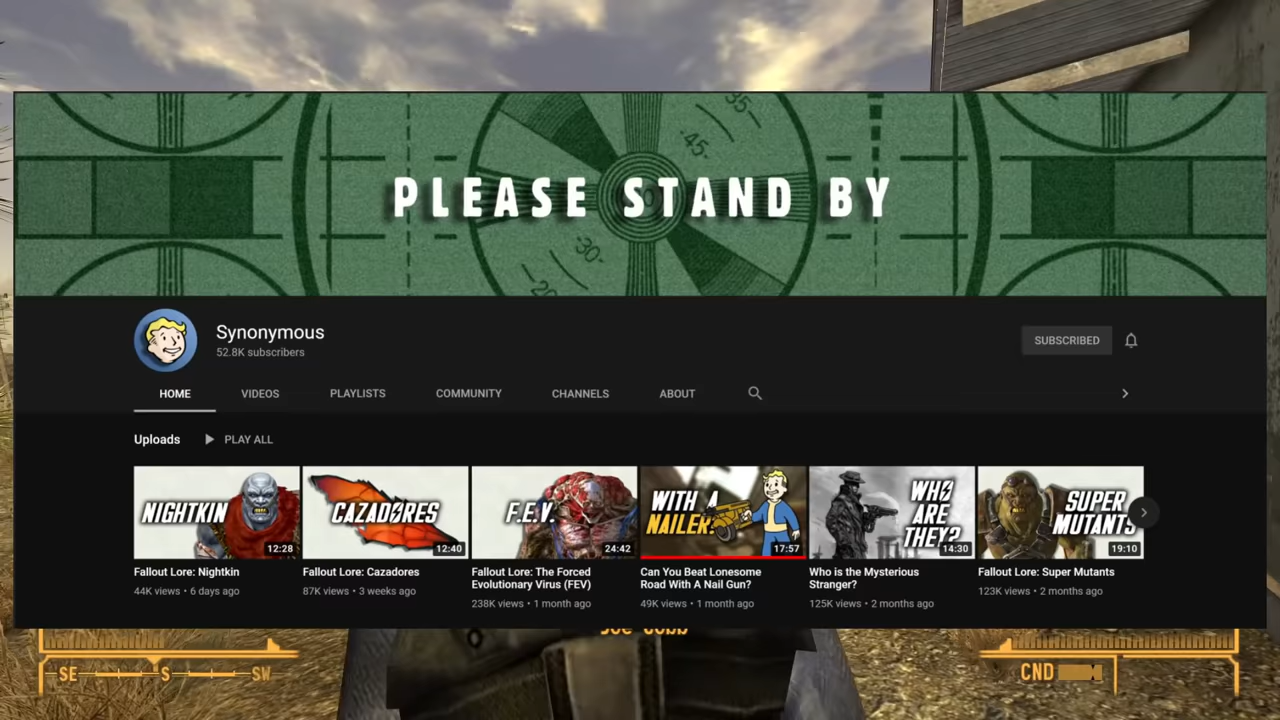 35-
-45-
PLEASE STAND BY
-30-
-20
Synonymous
52.8K subscribers
SUBSCRIBED
HOME
VIDEOS
PLAYLISTS
COMMUNITY
CHANNELS
ABOUT
Uploads
PLAY ALL
NIGHTKIN
12:28
CAZADORES
12:40
F.E.V.
24:42
WITH A
NAILER?
17:57
WHO
ARE
THEY?
14:30
SUPER
MUTANTS
19:10
Fallout Lore: Nightkin
44K views • 6 days ago
Fallout Lore: Cazadores
87K views • 3 weeks ago
Fallout Lore: The Forced
Evolutionary Virus (FEV)
238K views • 1 month ago
Can You Beat Lonesome
Road With A Nail Gun?
49K views • 1 month ago
Who is the Mysterious
Stranger?
125K views • 2 months ago
Fallout Lore: Super Mutants
123K views • 2 months ago
Joe Cobb
SE
S
SW
CND